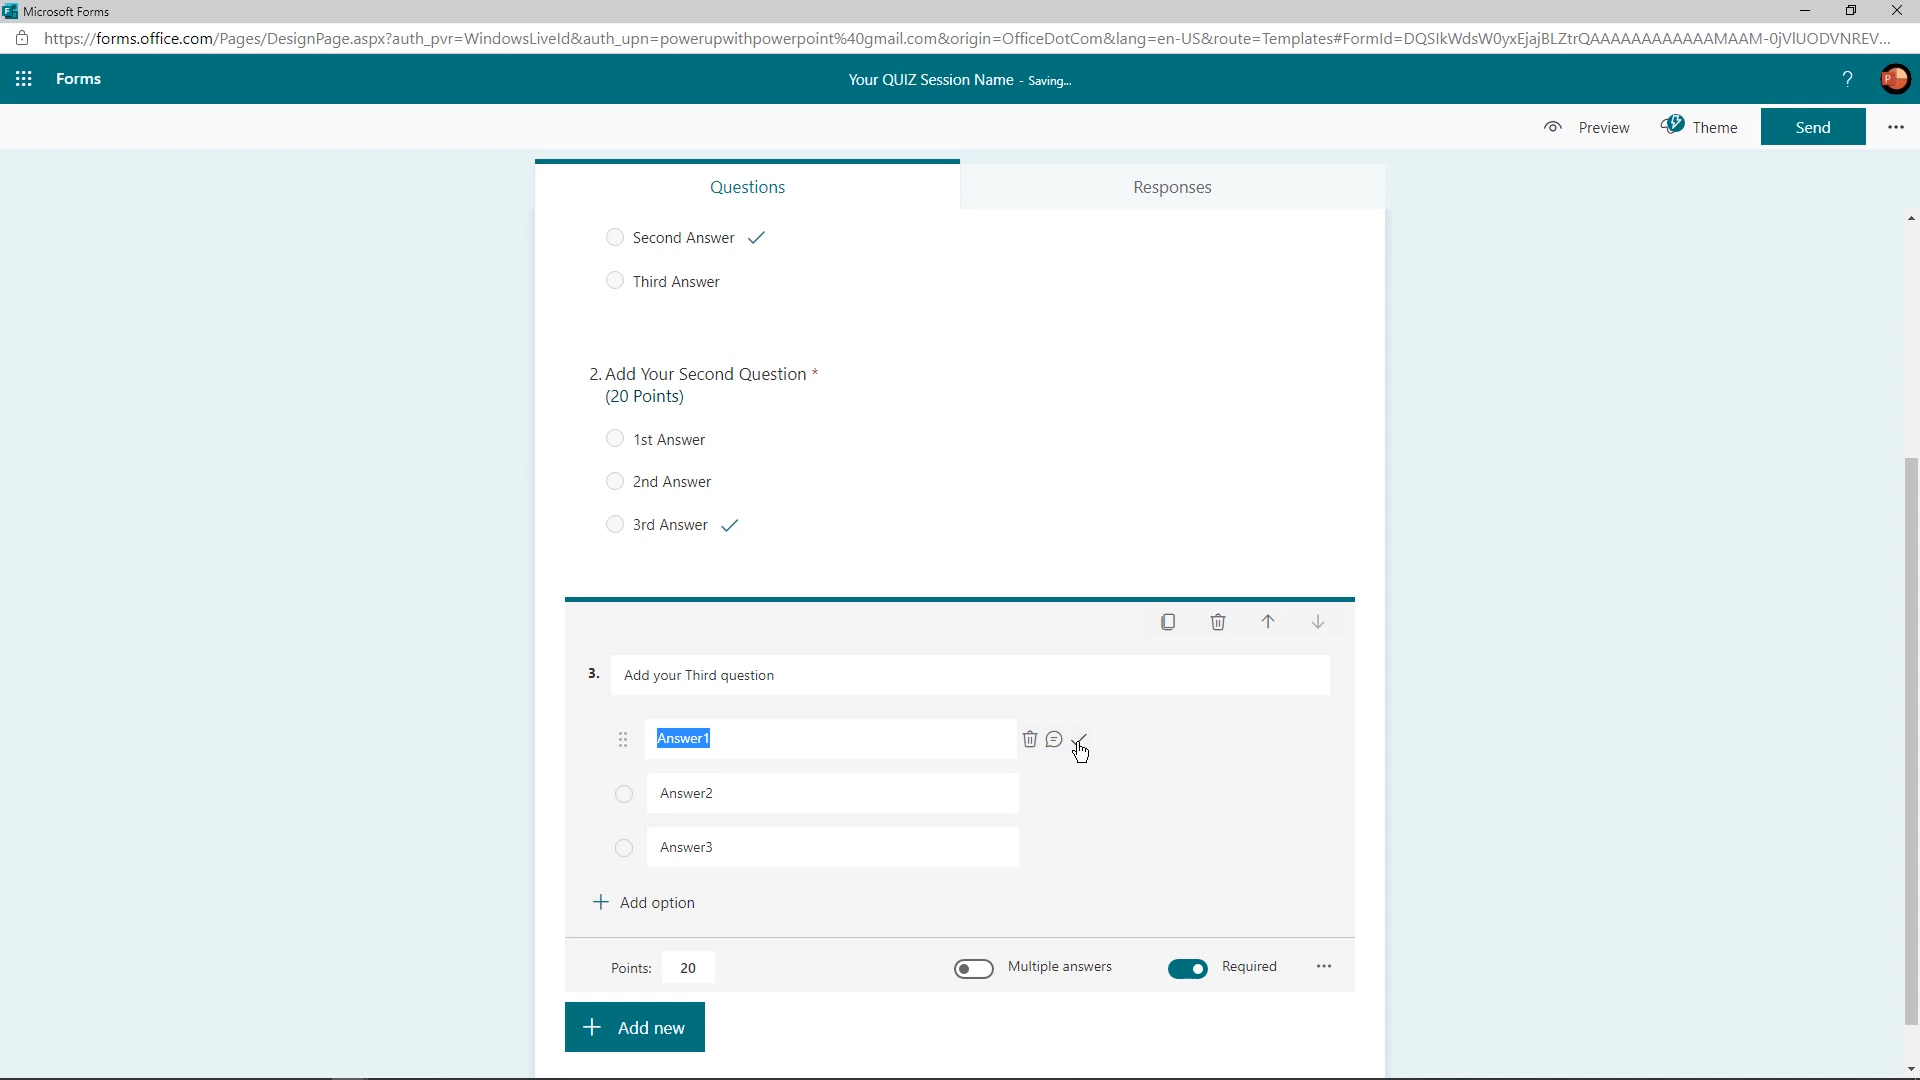 Microsoft Forms
https://forms.office.com/Pages/DesignPage.aspx?auth_pvr=WindowsLiveId&auth_upn=powerupwithpowerpoint%40gmail.com&origin=OfficeDotCom&lang=en-US&route=Templates#FormId=DQSIkWdsW0yxEjajBLZtrQAAAAAAAAAAAAMAAM-0jVlUODVNREV...
Forms
Your QUIZ Session Name - Saving...
?
P
Preview
Theme
Send
Questions
Responses
Second Answer
Third Answer
2. Add Your Second Question *
(20 Points)
1st Answer
2nd Answer
3rd Answer
3. Add your Third question
Answer1
Answer2
Answer3
Add option
Points: 20
Multiple answers
Required
Add new